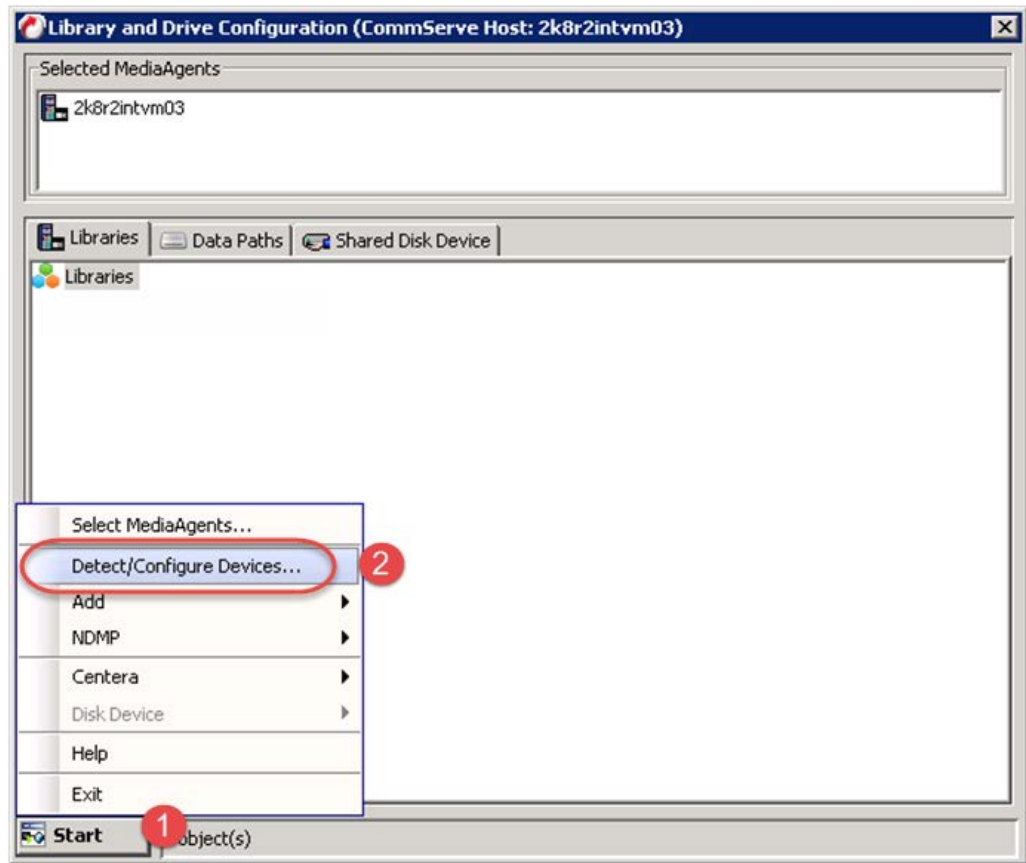 Library and Drive Configuration (CommServe Host: 2k8r2intvm03)
Selected MediaAgents
2k8r2intvm03
Libraries
Data Paths
Shared Disk Device
Libraries
Select MediaAgents...
Detect/Configure Devices...
2
Add
NDMP
Centera
Disk Device
Help
Exit
Start
1
object(s)